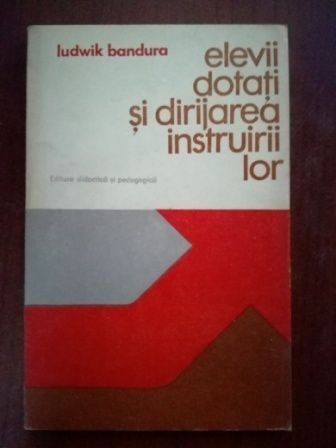 ludwik bandura
elevii
dotați
și dirijarea
instruirii
lor
Editura didactică și pedagogică